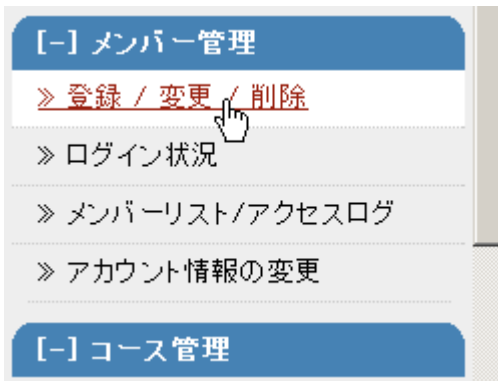 [-] メンバー管理
≫ 登録 / 変更 / 削除
≫ ログイン状況
≫ メンバーリスト/アクセスログ
≫ アカウント情報の変更
[-] コース管理